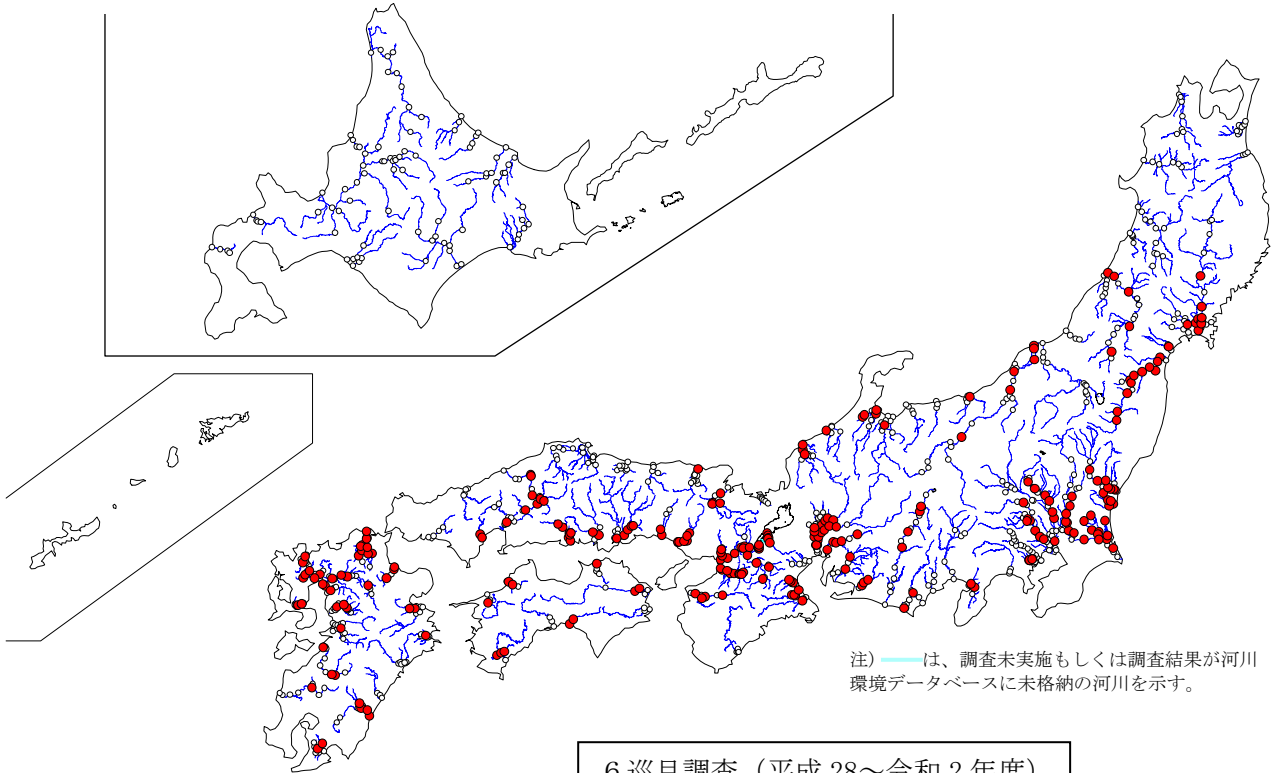 注） は、調査未実施もしくは調査結果が河川
環境データベースに未格納の河川を示す。
6 巡目調査（平成 28～令和 2 年度）